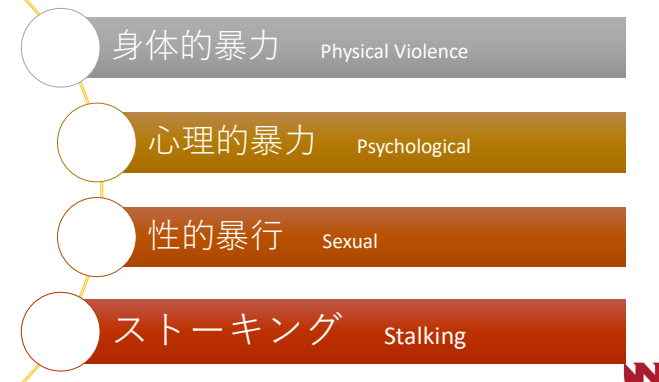 身体的暴力 Physical Violence
心理的暴力 Psychological
性的暴行 Sexual
ストーキング Stalking